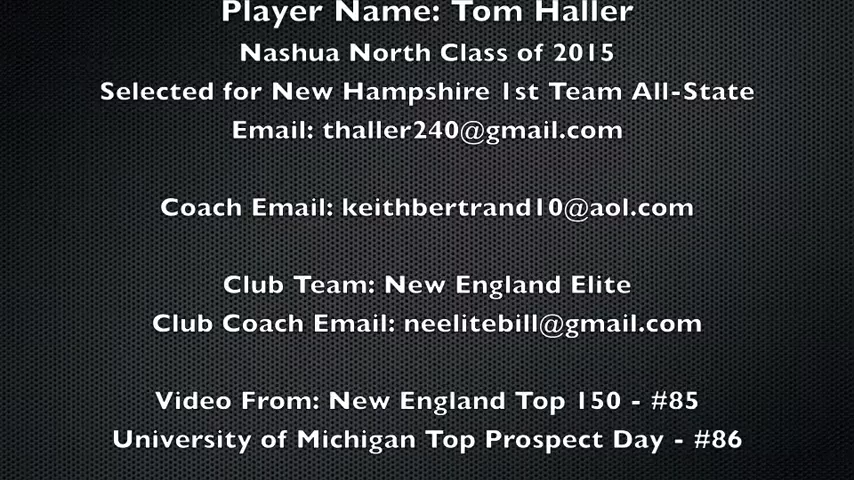 Player Name: Tom Haller
Nashua North Class of 2015
Selected for New Hampshire 1st Team All-State
Email: thaller240@gmail.com
Coach Email: keithbertrand10@aol.com
Club Team: New England Elite
Club Coach Email: neelitebill@gmail.com
Video From: New England Top 150 - #85
University of Michigan Top Prospect Day - #86